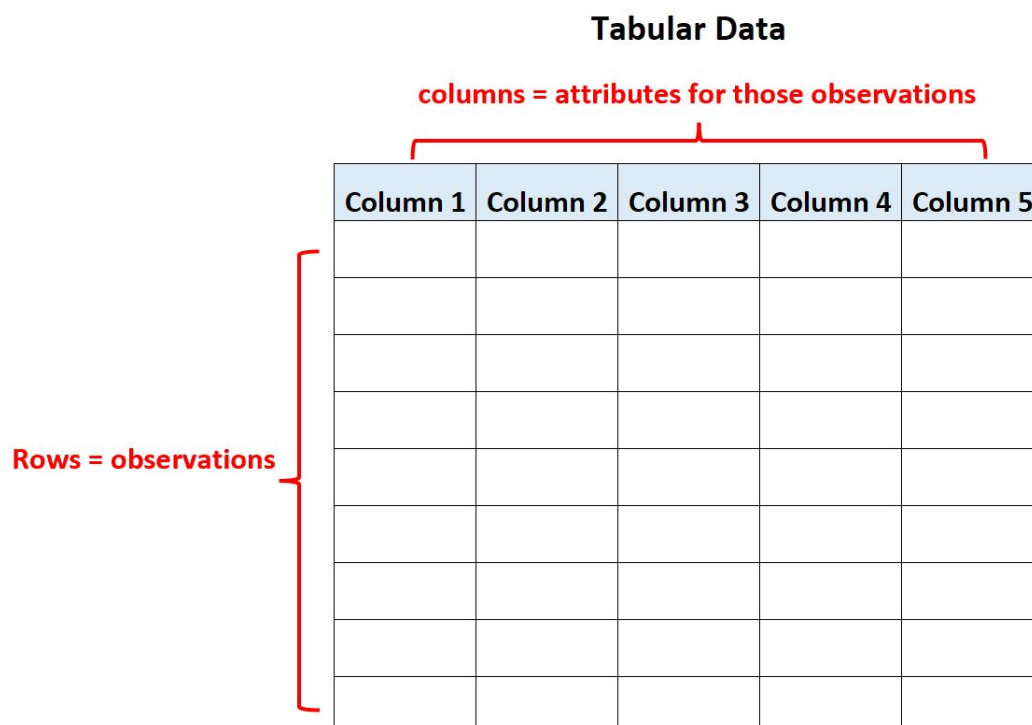 Tabular Data
columns = attributes for those observations
Column 1 Column 2 Column 3 Column 4 Column 5
Rows = observations